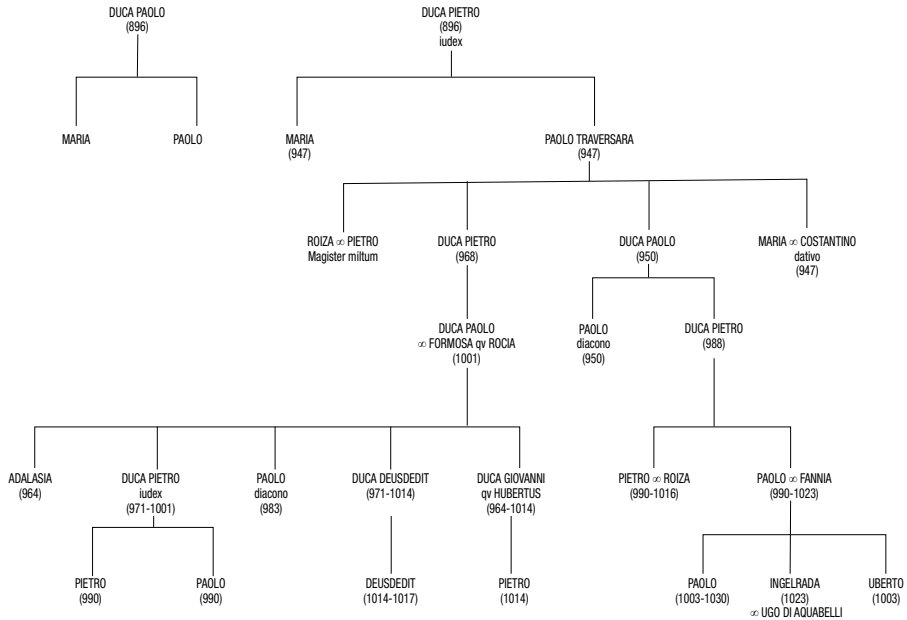 DUCA PAOLO
(896)
DUCA PIETRO
(896)
iudex
MARIA
PAOLO
MARIA
(947)
PAOLO TRAVERSARA
(947)
ROIZA ∞ PIETRO
Magister miltum
DUCA PIETRO
(968)
DUCA PAOLO
(950)
MARIA ∞ COSTANTINO
dativo
(947)
DUCA PAOLO
∞ FORMOSA qv ROCIA
(1001)
PAOLO
diacono
(950)
DUCA PIETRO
(988)
ADALASIA
(964)
DUCA PIETRO
iudex
(971-1001)
PAOLO
diacono
(983)
DUCA DEUSDEDIT
(971-1014)
DUCA GIOVANNI
qv HUBERTUS
(964-1014)
PIETRO ∞ ROIZA
(990-1016)
PAOLO ∞ FANNIA
(990-1023)
PIETRO
(990)
PAOLO
(990)
DEUSDEDIT
(1014-1017)
PIETRO
(1014)
PAOLO
(1003-1030)
INGELRADA
(1023)
∞ UGO DI AQUABELLI
UBERTO
(1003)